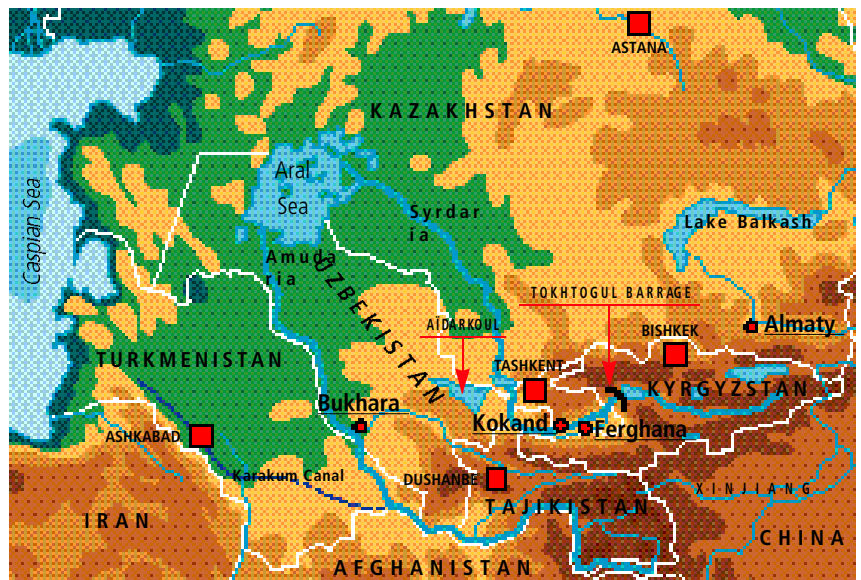 ASTANA
KAZAKHSTAN
Aral
Sea
Caspian Sea
Syrdar
ia
Lake Balkash
Amuda
ria
UZBEKISTAN
TOKHTOGUL BARRAGE
AÏDARKOUL
Almaty
BISHKEK
TURKMENISTAN
TASHKENT
KYRGYZSTAN
Bukhara
Kokand
Ferghana
ASHKABAD
Karakum Canal
DUSHANBE
XINJIANG
TAJIKISTAN
IRAN
CHINA
AFGHANISTAN